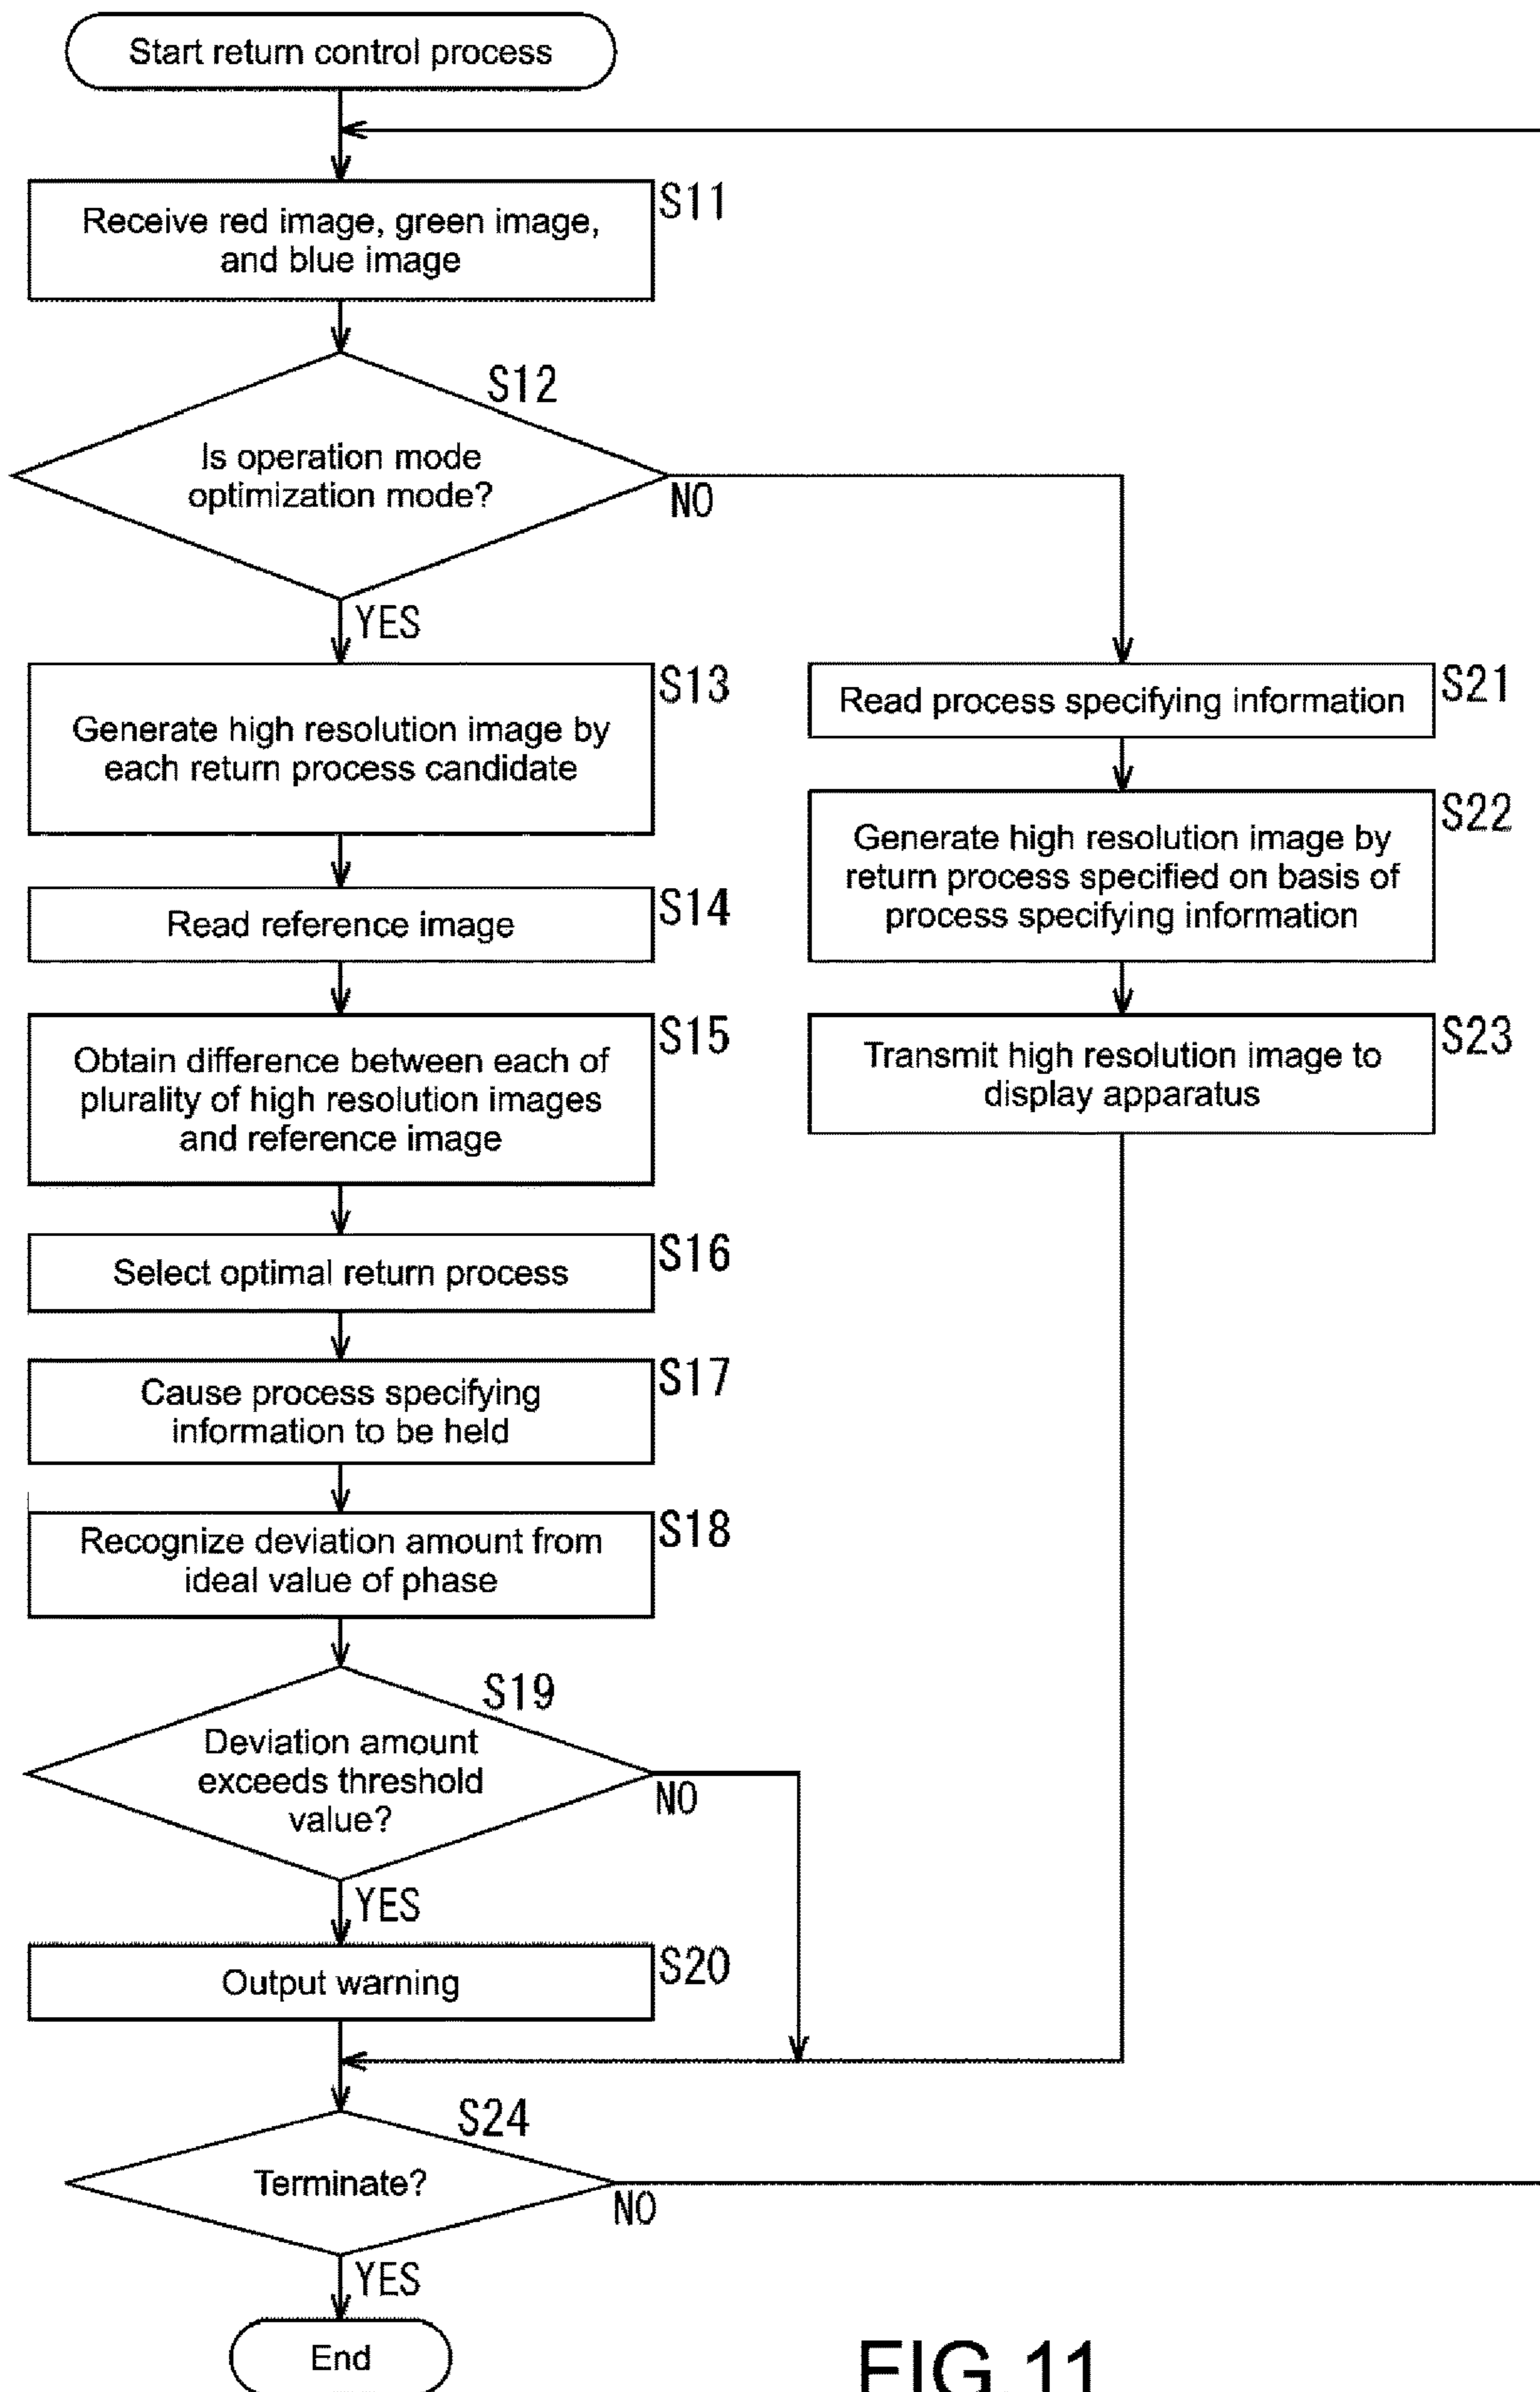 Start return control process
S11
Receive red image, green image,
and blue image
S12
Is operation mode
optimization mode?
NO
YES
S13
Generate high resolution image by
each return process candidate
S14
Read reference image
S15
Obtain difference between each of
plurality of high resolution images
and reference image
S16
Select optimal return process
S17
Cause process specifying
information to be held
S18
Recognize deviation amount from
ideal value of phase
S19
Deviation amount
exceeds threshold
value?
NO
YES
S20
Output warning
S21
Read process specifying information
S22
Generate high resolution image by
return process specified on basis of
process specifying information
S23
Transmit high resolution image to
display apparatus
S24
Terminate?
NO
YES
End
FIG.11